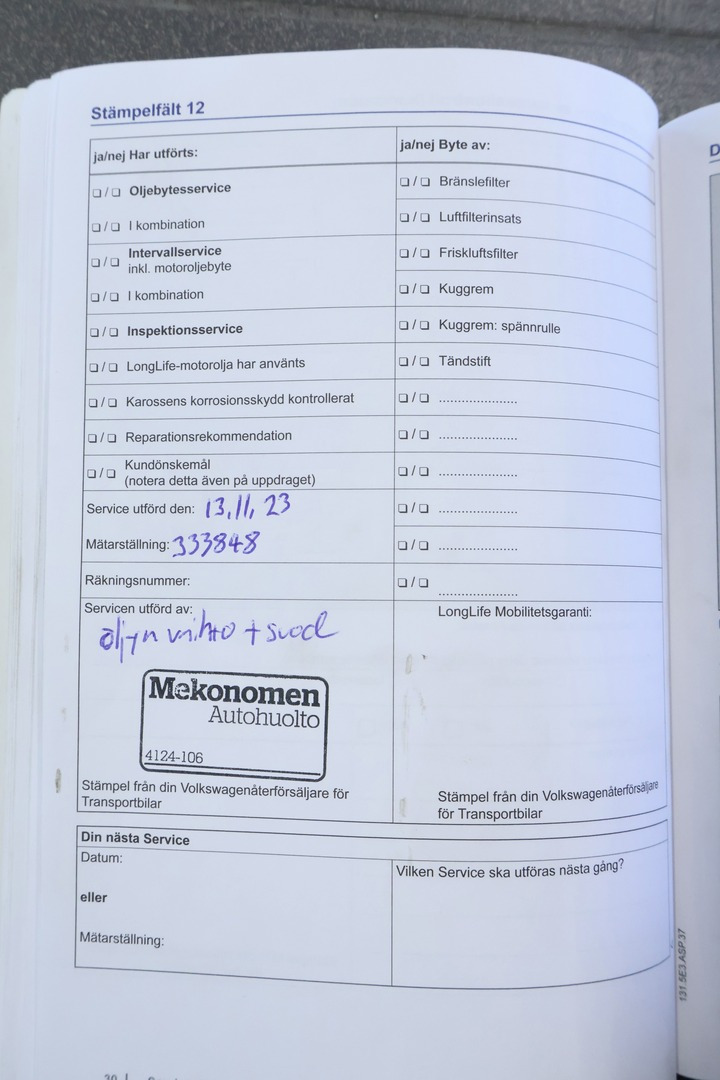 Stämpelfält 12
ja/nej Har utförts:
❏ / ❏ Oljebytesservice
❏ / ❏ I kombination
❏ / ❏ Intervallservice
inkl. motoroljebyte
❏ / ❏ I kombination
❏ / ❏ Inspektionsservice
❏ / ❏ LongLife-motorolja har använts
❏ / ❏ Karossens korrosionsskydd kontrollerat
❏ / ❏ Reparationsrekommendation
❏ / ❏ Kundönskemål
(notera detta även på uppdraget)
Service utförd den: 13,11, 23
Mätarställning: 333848
Räkningsnummer:
Servicen utförd av:
öljyn vaihto + suod
Mekonomen
Autohuolto
4124-106
Stämpel från din Volkswagenåterförsäljare för
Transportbilar
ja/nej Byte av:
❏ / ❏ Bränslefilter
❏ / ❏ Luftfilterinsats
❏ / ❏ Friskluftsfilter
❏ / ❏ Kuggrem
❏ / ❏ Kuggrem: spännrulle
❏ / ❏ Tändstift
❏ / ❏ ......................
❏ / ❏ ......................
❏ / ❏ ......................
❏ / ❏ ......................
❏ / ❏ ......................
❏ / ❏ ......................
LongLife Mobilitetsgaranti:
Stämpel från din Volkswagenåterförsäljare
för Transportbilar
Din nästa Service
Datum:
eller
Mätarställning:
Vilken Service ska utföras nästa gång?
131.5E3.ASP.37
D